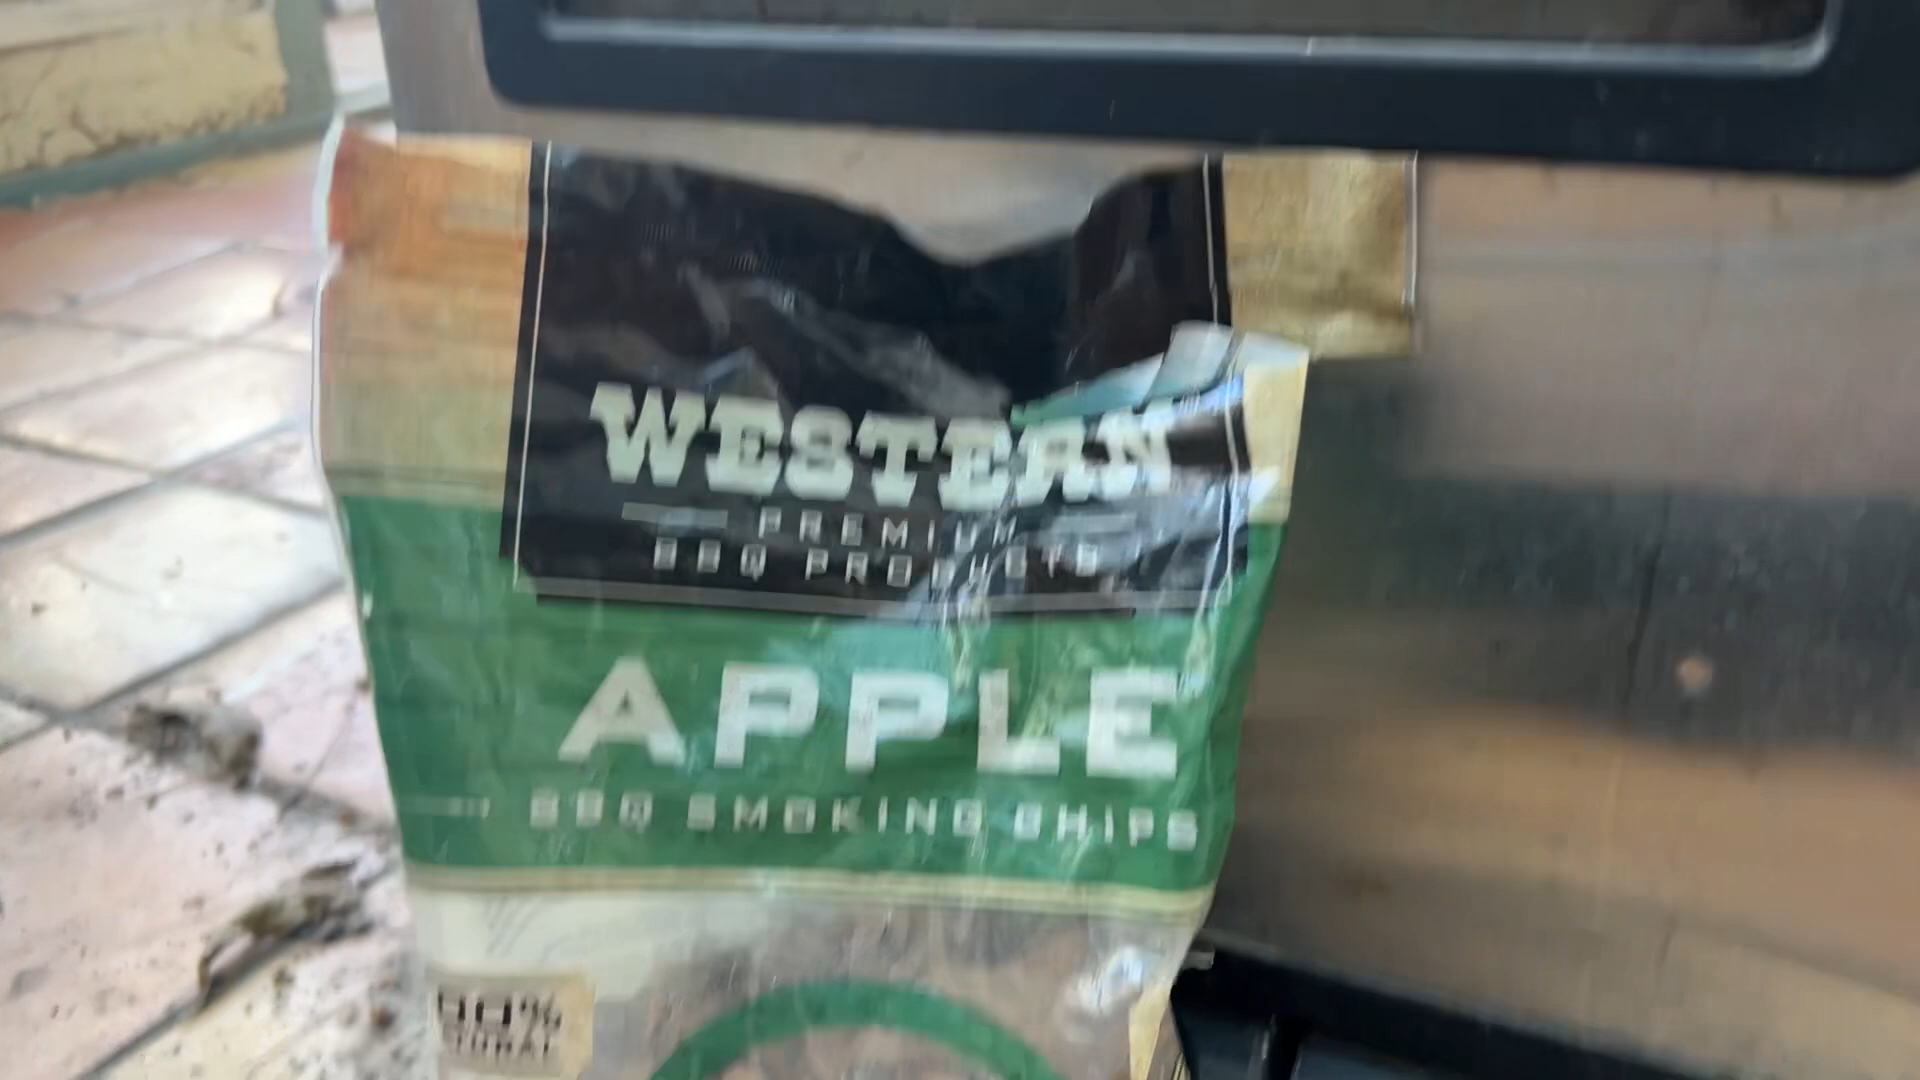 WESTERN
PREMIUM
BBQ PRODUCTS
APPLE
BBQ SMOKING CHIPS